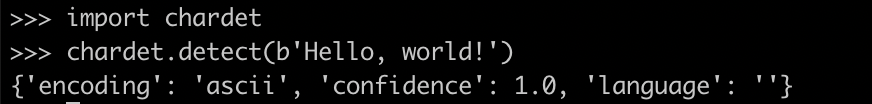 >>> import chardet
>>> chardet.detect(b'Hello, world!')
{'encoding': 'ascii', 'confidence': 1.0, 'language': ''}